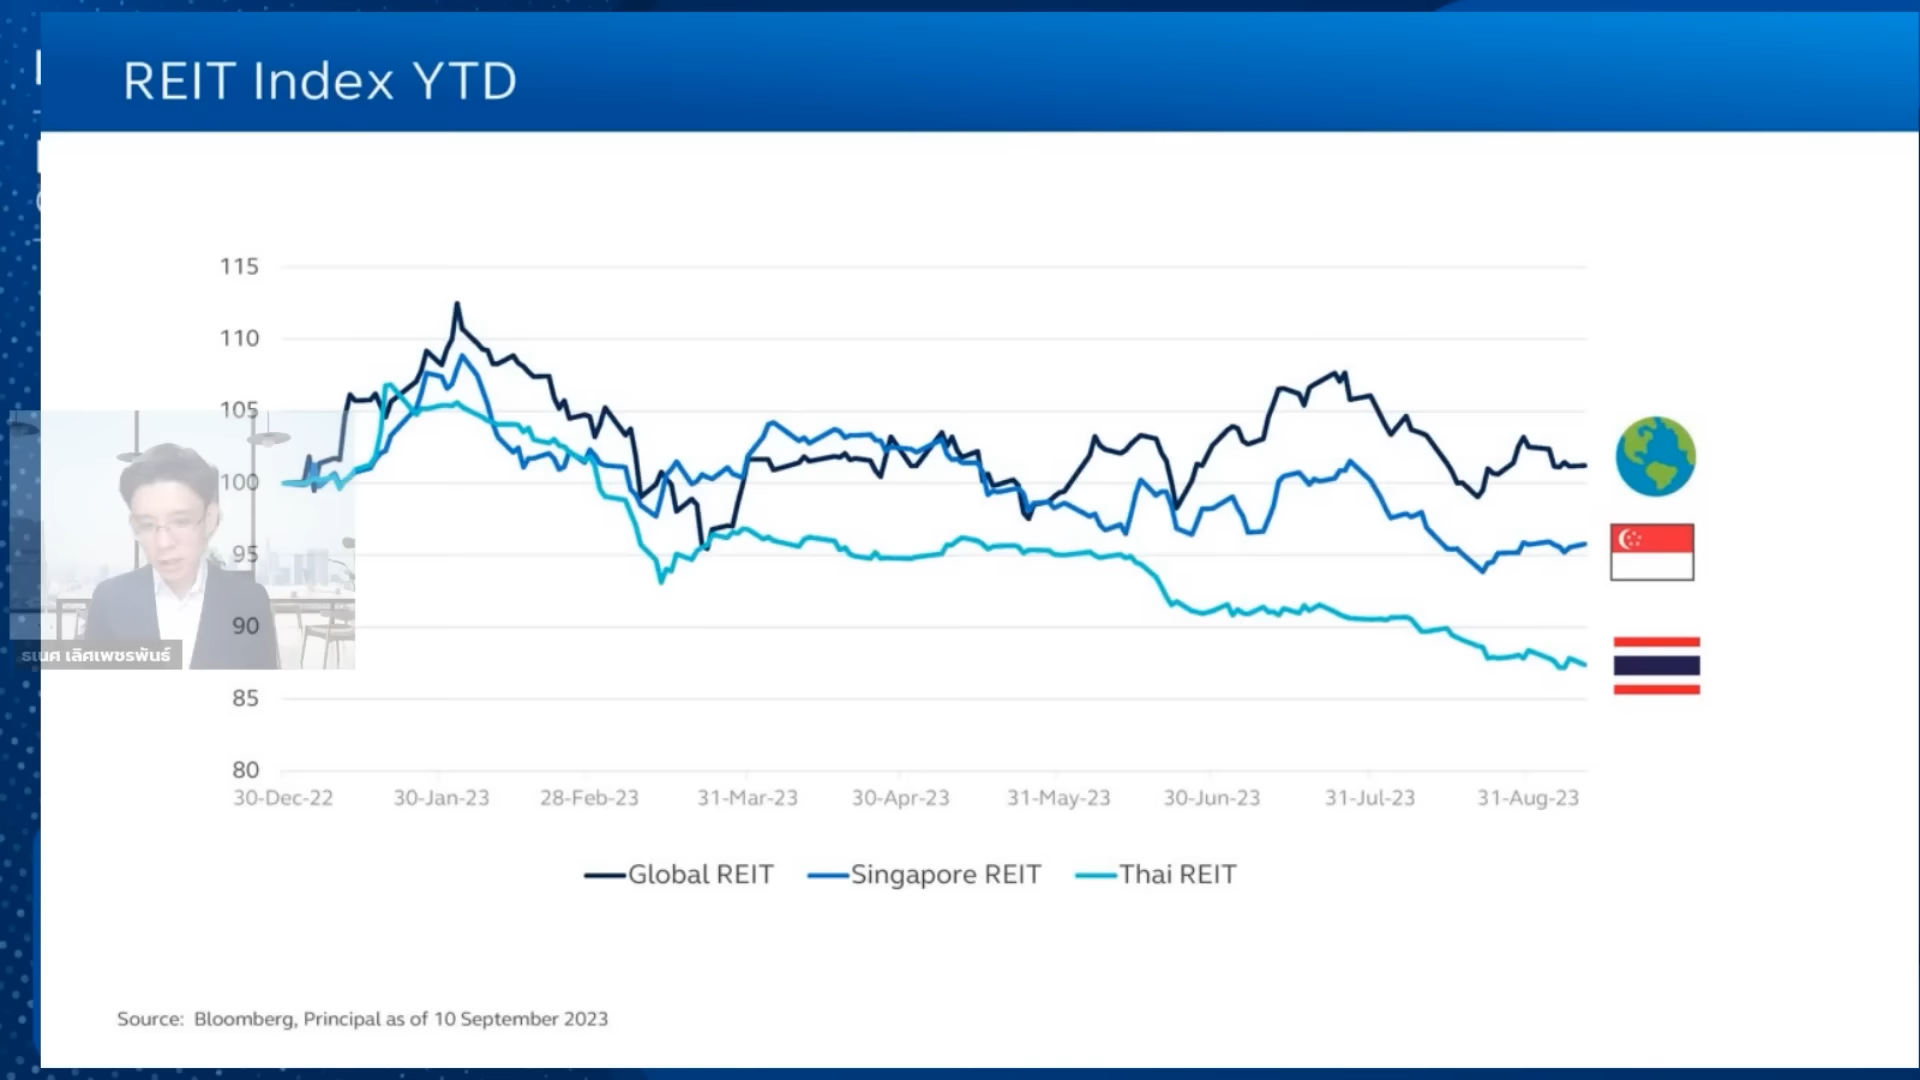 REIT Index YTD
115
110
105
100
95
90
85
80
30-Dec-22 30-Jan-23 28-Feb-23 31-Mar-23 30-Apr-23 31-May-23 30-Jun-23 31-Jul-23 31-Aug-23
Global REIT Singapore REIT Thai REIT
ธเนศ เลิศเพชรพันธ์
Source: Bloomberg, Principal as of 10 September 2023